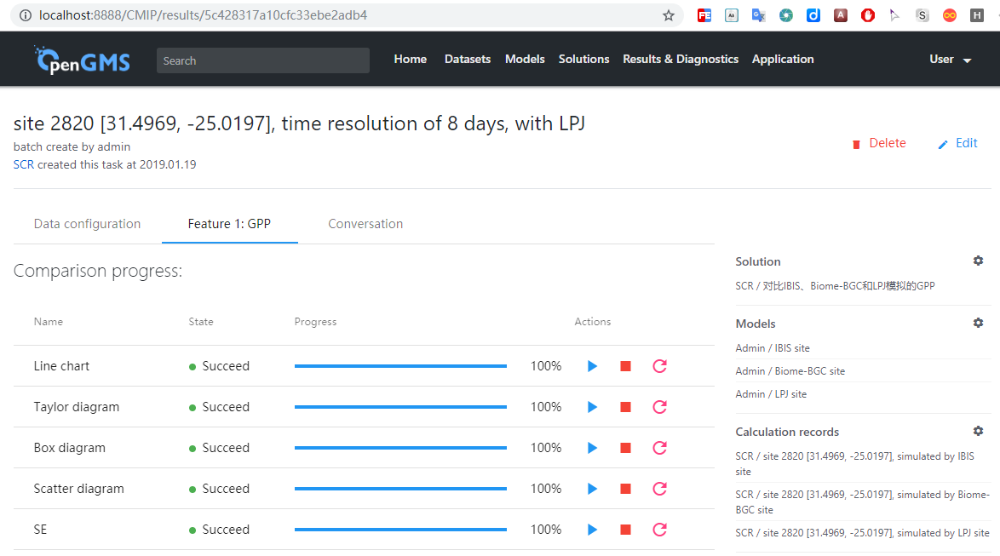 localhost:8888/CMIP/results/5c428317a10cfc33ebe2adb4
OpenGMS
Search
Home Datasets Models Solutions Results & Diagnostics Application User
site 2820 [31.4969, -25.0197], time resolution of 8 days, with LPJ
batch create by admin
SCR created this task at 2019.01.19
Delete Edit
Data configuration Feature 1: GPP Conversation
Comparison progress:
Name State Progress Actions
Line chart Succeed 100%
Taylor diagram Succeed 100%
Box diagram Succeed 100%
Scatter diagram Succeed 100%
SE Succeed 100%
Solution
SCR / 对比IBIS、Biome-BGC和LPJ模拟的GPP
Models
Admin / IBIS site
Admin / Biome-BGC site
Admin / LPJ site
Calculation records
SCR / site 2820 [31.4969, -25.0197], simulated by IBIS
site
SCR / site 2820 [31.4969, -25.0197], simulated by Biome-
BGC site
SCR / site 2820 [31.4969, -25.0197], simulated by LPJ site